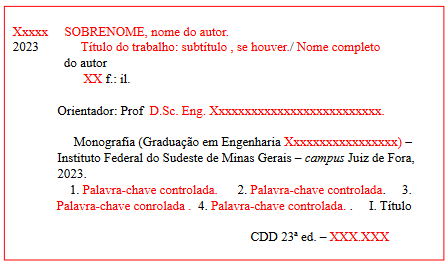 Xxxxx SOBRENOME, nome do autor.
2023 Título do trabalho: subtítulo , se houver./ Nome completo
do autor
XX f.: il.
Orientador: Prof D.Sc. Eng. Xxxxxxxxxxxxxxxxxxxxxxxxxx.
Monografia (Graduação em Engenharia Xxxxxxxxxxxxxxxxx) –
Instituto Federal do Sudeste de Minas Gerais – campus Juiz de Fora,
2023.
1. Palavra-chave controlada. 2. Palavra-chave controlada. 3.
Palavra-chave conrolada . 4. Palavra-chave controlada. . I. Título
CDD 23ª ed. – XXX.XXX